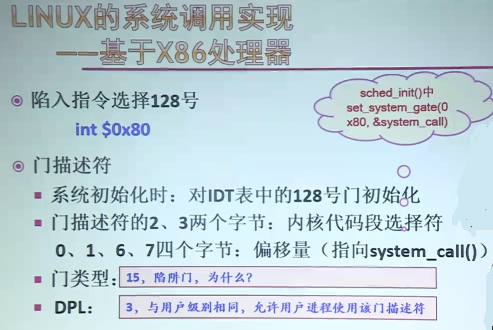 LINUX的系统调用实现
——基于X86处理器
陷入指令选择128号
int $0x80
sched_init()中
set_system_gate(0
x80, &system_call)
门描述符
系统初始化时：对IDT表中的128号门初始化
门描述符的2、3两个字节：内核代码段选择符
0、1、6、7四个字节：偏移量（指向system_call()）
门类型：15，陷阱门，为什么？
DPL：3，与用户级别相同，允许用户进程使用该门描述符